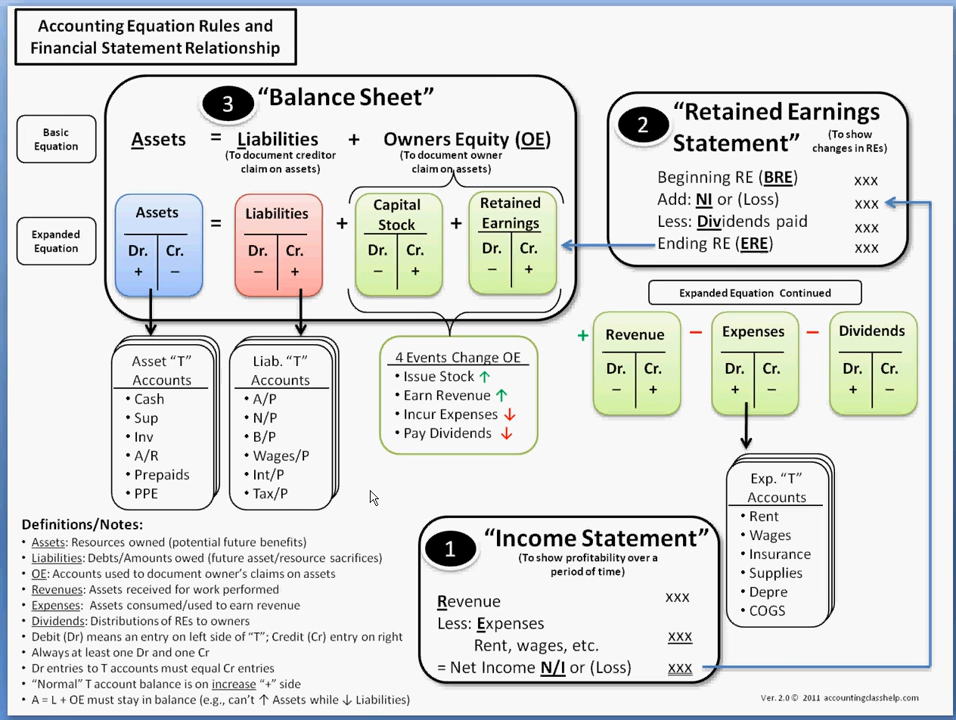 Accounting Equation Rules and
Financial Statement Relationship
3 "Balance Sheet"
Basic
Equation
Assets = Liabilities + Owners Equity (OE)
(To document creditor
claim on assets)
(To document owner
claim on assets)
Expanded
Equation
Assets
Dr. Cr.
+ –
=
Liabilities
Dr. Cr.
– +
+
Capital
Stock
Dr. Cr.
– +
+
Retained
Earnings
Dr. Cr.
– +
2 "Retained Earnings
Statement"
(To show
changes in REs)
Beginning RE (BRE) xxx
Add: NI or (Loss) xxx
Less: Dividends paid xxx
Ending RE (ERE) xxx
Expanded Equation Continued
+
Revenue
Dr. Cr.
– +
–
Expenses
Dr. Cr.
+ –
–
Dividends
Dr. Cr.
+ –
Asset "T"
Accounts
• Cash
• Sup
• Inv
• A/R
• Prepaids
• PPE
Liab. "T"
Accounts
• A/P
• N/P
• B/P
• Wages/P
• Int/P
• Tax/P
4 Events Change OE
• Issue Stock ↑
• Earn Revenue ↑
• Incur Expenses ↓
• Pay Dividends ↓
Exp. "T"
Accounts
• Rent
• Wages
• Insurance
• Supplies
• Depre
• COGS
1 "Income Statement"
(To show profitability over a
period of time)
Revenue xxx
Less: Expenses
Rent, wages, etc. xxx
= Net Income N/I or (Loss) xxx
Definitions/Notes:
• Assets: Resources owned (potential future benefits)
• Liabilities: Debts/Amounts owed (future asset/resource sacrifices)
• OE: Accounts used to document owner's claims on assets
• Revenues: Assets received for work performed
• Expenses: Assets consumed/used to earn revenue
• Dividends: Distributions of REs to owners
• Debit (Dr) means an entry on left side of "T"; Credit (Cr) entry on right
• Always at least one Dr and one Cr
• Dr entries to T accounts must equal Cr entries
• "Normal" T account balance is on increase "+" side
• A = L + OE must stay in balance (e.g., can't ↑ Assets while ↓ Liabilities)
Ver. 2.0 © 2011 accountingclasshelp.com